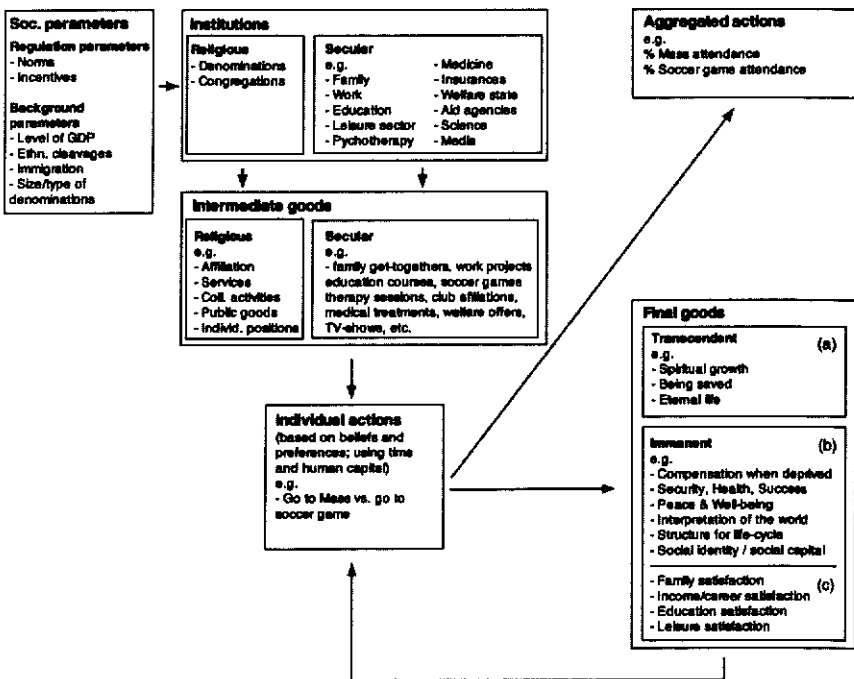 Soc. parameters
Regulation parameters
- Norms
- Incentives
Background
parameters
- Level of GDP
- Ethn. cleavages
- Immigration
- Size/type of
denominations
Institutions
Religious
- Denominations
- Congregations
Secular
e.g.
- Family
- Work
- Education
- Leisure sector
- Pychotherapy
- Medicine
- Insurances
- Welfare state
- Aid agencies
- Science
- Media
Intermediate goods
Religious
e.g.
- Affiliation
- Services
- Coll. activities
- Public goods
- Individ. positions
Secular
e.g.
- family get-togethers, work projects
education courses, soccer games
therapy sessions, club affiliations,
medical treatments, welfare offers,
TV-shows, etc.
Individual actions
(based on beliefs and
preferences; using time
and human capital)
e.g.
- Go to Mass vs. go to
soccer game
Aggregated actions
e.g.
% Mass attendance
% Soccer game attendance
Final goods
Transcendent (a)
e.g.
- Spiritual growth
- Being saved
- Eternal life
Immanent (b)
e.g.
- Compensation when deprived
- Security, Health, Success
- Peace & Well-being
- Interpretation of the world
- Structure for life-cycle
- Social identity / social capital
- Family satisfaction (c)
- Income/career satisfaction
- Education satisfaction
- Leisure satisfaction